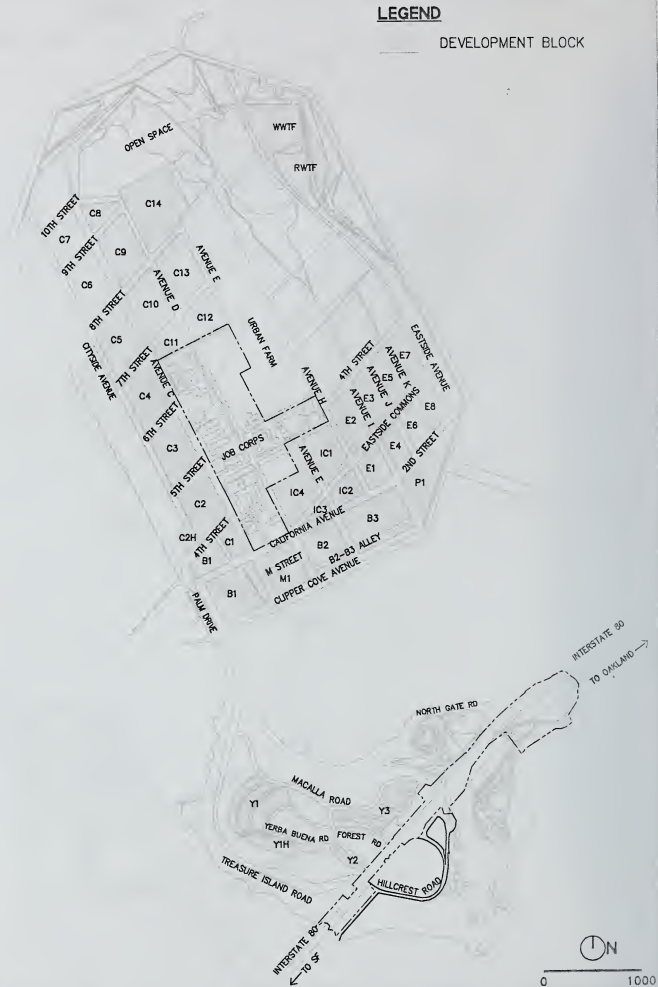 LEGEND
DEVELOPMENT BLOCK
OPEN SPACE
WWTF
RWTF
10TH STREET
C8
C14
C7
9TH STREET
C9
C6
AVENUE E
C13
AVENUE D
8TH STREET
C10
C12
C5
C11
URBAN FARM
CITYSIDE AVENUE
7TH STREET
AVENUE C
C4
6TH STREET
C3
JOB CORPS
5TH STREET
C2
C2H
4TH STREET
C1
B1
PALM DRIVE
B1
EASTSIDE AVENUE
4TH STREET
E7
AVENUE K
E5
AVENUE J
AVENUE H
E3
AVENUE I
E8
E2
EASTSIDE COMMONS
E6
E4
IC1
AVENUE E
2ND STREET
E1
P1
IC4
IC2
IC3
CALIFORNIA AVENUE
B3
B2
M STREET
B2-B3 ALLEY
M1
CLIPPER COVE AVENUE
INTERSTATE 80
TO OAKLAND
NORTH GATE RD
MACALLA ROAD
Y1
Y3
YERBA BUENA RD
FOREST RD
Y1H
Y2
TREASURE ISLAND ROAD
HILLCREST ROAD
INTERSTATE 80
TO SF
N
0 1000